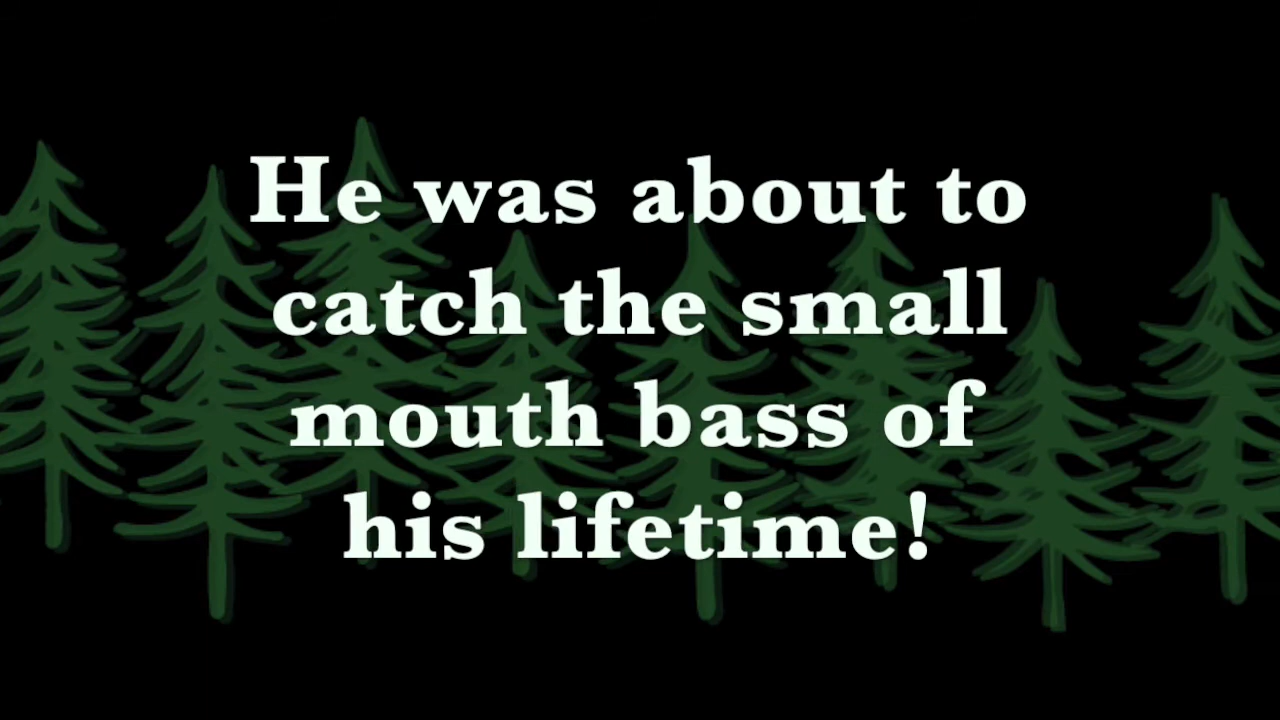 He was about to
catch the small
mouth bass of
his lifetime!